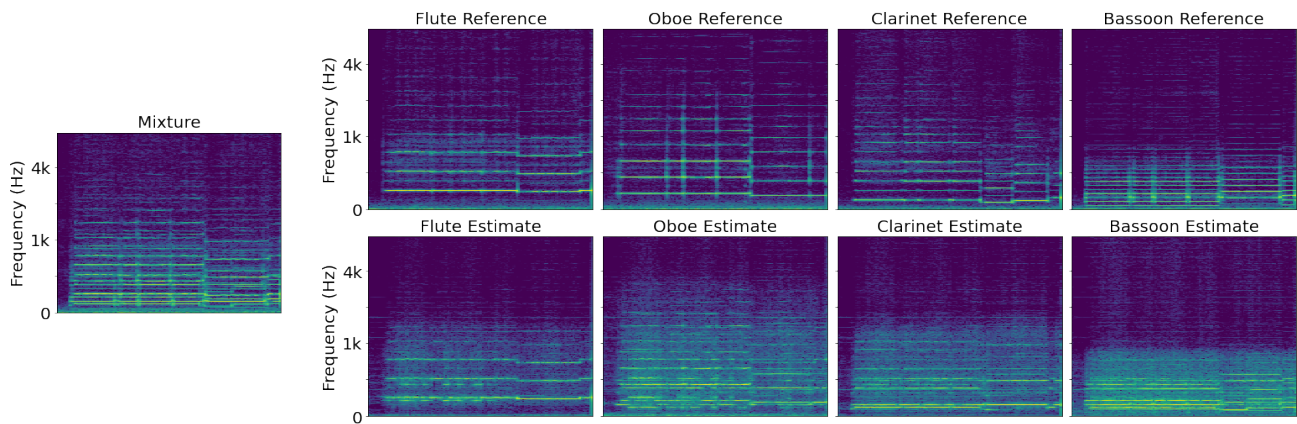 Mixture
Frequency (Hz)
4k
1k
0
Flute Reference
Oboe Reference
Clarinet Reference
Bassoon Reference
Frequency (Hz)
4k
1k
0
Flute Estimate
Oboe Estimate
Clarinet Estimate
Bassoon Estimate
Frequency (Hz)
4k
1k
0